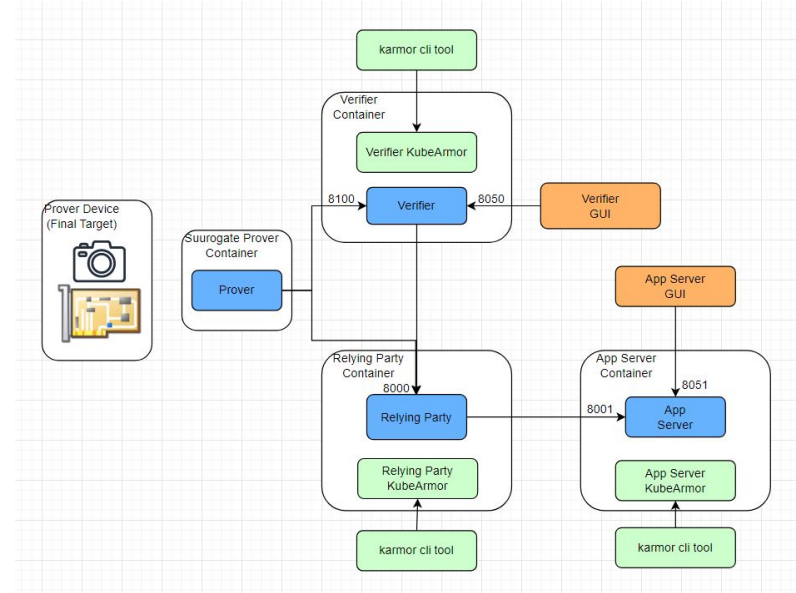 karmor cli tool
Verifier
Container
Verifier KubeArmor
8100
Verifier
8050
Verifier
GUI
Prover Device
(Final Target)
Suurogate Prover
Container
Prover
App Server
GUI
Relying Party
Container
8000
Relying Party
App Server
Container
8051
8001
App
Server
Relying Party
KubeArmor
App Server
KubeArmor
karmor cli tool
karmor cli tool